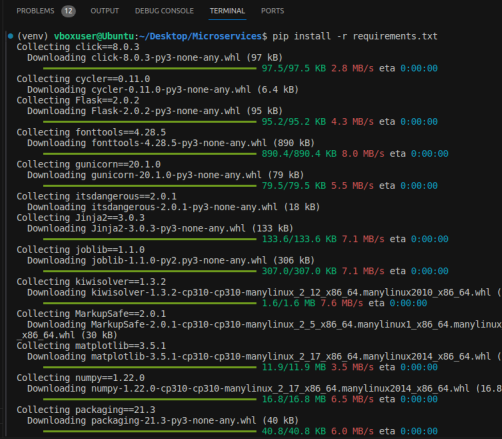 PROBLEMS 12 OUTPUT DEBUG CONSOLE TERMINAL PORTS
(venv) vboxuser@Ubuntu:~/Desktop/Microservices$ pip install -r requirements.txt
Collecting click==8.0.3
Downloading click-8.0.3-py3-none-any.whl (97 kB)
97.5/97.5 KB 2.8 MB/s eta 0:00:00
Collecting cycler==0.11.0
Downloading cycler-0.11.0-py3-none-any.whl (6.4 kB)
Collecting Flask==2.0.2
Downloading Flask-2.0.2-py3-none-any.whl (95 kB)
95.2/95.2 KB 4.3 MB/s eta 0:00:00
Collecting fonttools==4.28.5
Downloading fonttools-4.28.5-py3-none-any.whl (890 kB)
890.4/890.4 KB 8.0 MB/s eta 0:00:00
Collecting gunicorn==20.1.0
Downloading gunicorn-20.1.0-py3-none-any.whl (79 kB)
79.5/79.5 KB 5.5 MB/s eta 0:00:00
Collecting itsdangerous==2.0.1
Downloading itsdangerous-2.0.1-py3-none-any.whl (18 kB)
Collecting Jinja2==3.0.3
Downloading Jinja2-3.0.3-py3-none-any.whl (133 kB)
133.6/133.6 KB 7.1 MB/s eta 0:00:00
Collecting joblib==1.1.0
Downloading joblib-1.1.0-py2.py3-none-any.whl (306 kB)
307.0/307.0 KB 7.1 MB/s eta 0:00:00
Collecting kiwisolver==1.3.2
Downloading kiwisolver-1.3.2-cp310-cp310-manylinux_2_12_x86_64.manylinux2010_x86_64.whl (
1.6/1.6 MB 7.6 MB/s eta 0:00:00
Collecting MarkupSafe==2.0.1
Downloading MarkupSafe-2.0.1-cp310-cp310-manylinux_2_5_x86_64.manylinux1_x86_64.manylinux
_x86_64.whl (30 kB)
Collecting matplotlib==3.5.1
Downloading matplotlib-3.5.1-cp310-cp310-manylinux_2_17_x86_64.manylinux2014_x86_64.whl (
11.9/11.9 MB 3.5 MB/s eta 0:00:00
Collecting numpy==1.22.0
Downloading numpy-1.22.0-cp310-cp310-manylinux_2_17_x86_64.manylinux2014_x86_64.whl (16.8
16.8/16.8 MB 6.5 MB/s eta 0:00:00
Collecting packaging==21.3
Downloading packaging-21.3-py3-none-any.whl (40 kB)
40.8/40.8 KB 6.0 MB/s eta 0:00:00